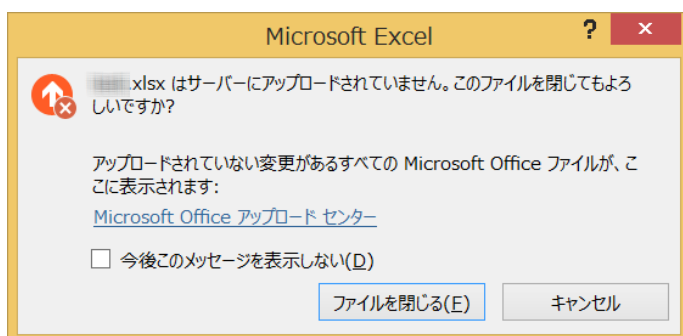 Microsoft Excel
?
×
.xlsx はサーバーにアップロードされていません。このファイルを閉じてもよろ
しいですか?
アップロードされていない変更があるすべての Microsoft Office ファイルが、こ
こに表示されます:
Microsoft Office アップロード センター
今後このメッセージを表示しない(D)
ファイルを閉じる(F)
キャンセル